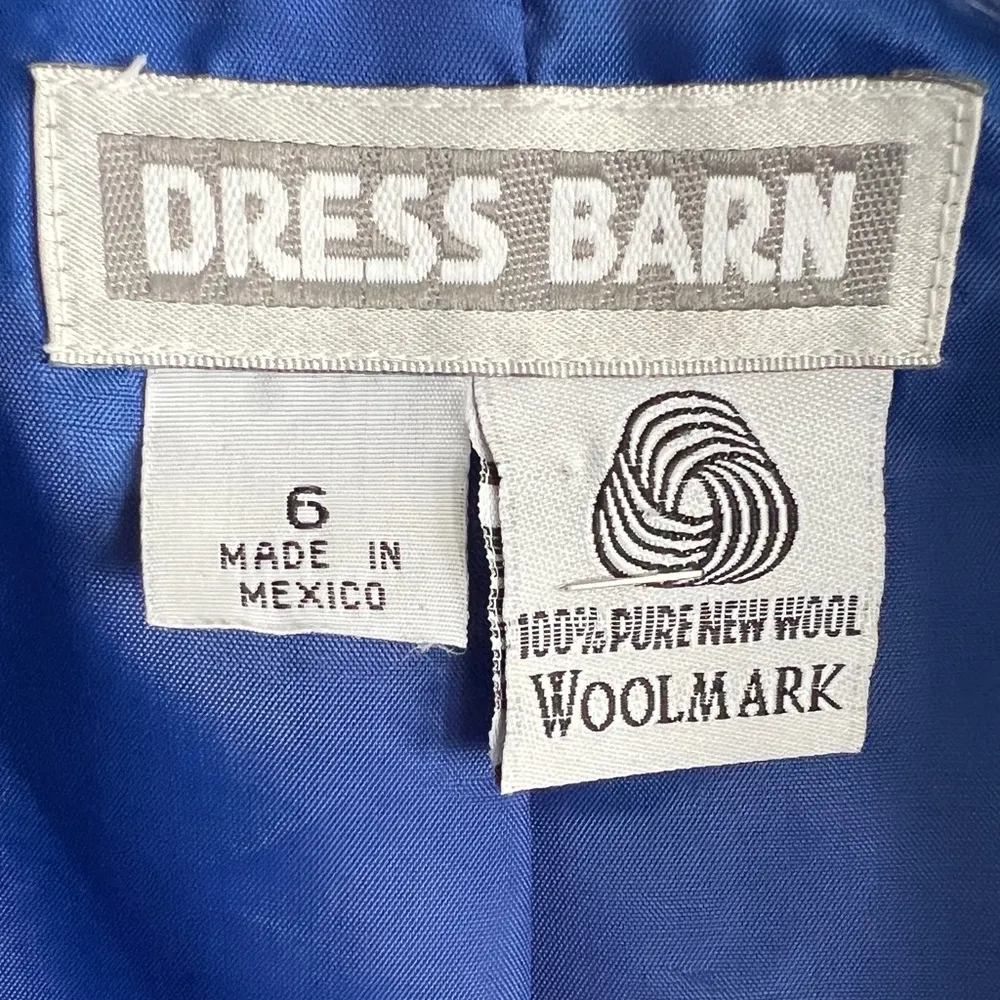 DRESS BARN
6
MADE IN
MEXICO
100% PURE NEW WOOL
WOOLMARK